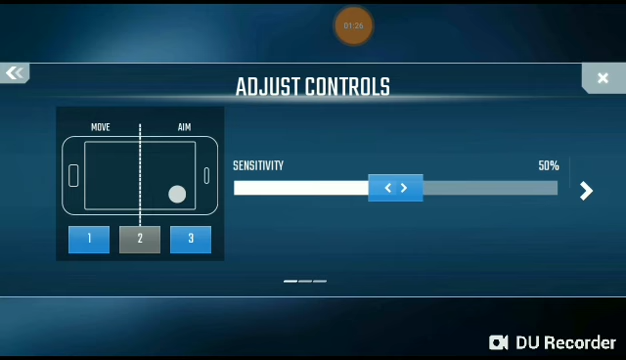 01:26
ADJUST CONTROLS
MOVE AIM
SENSITIVITY 50%
1 2 3
DU Recorder